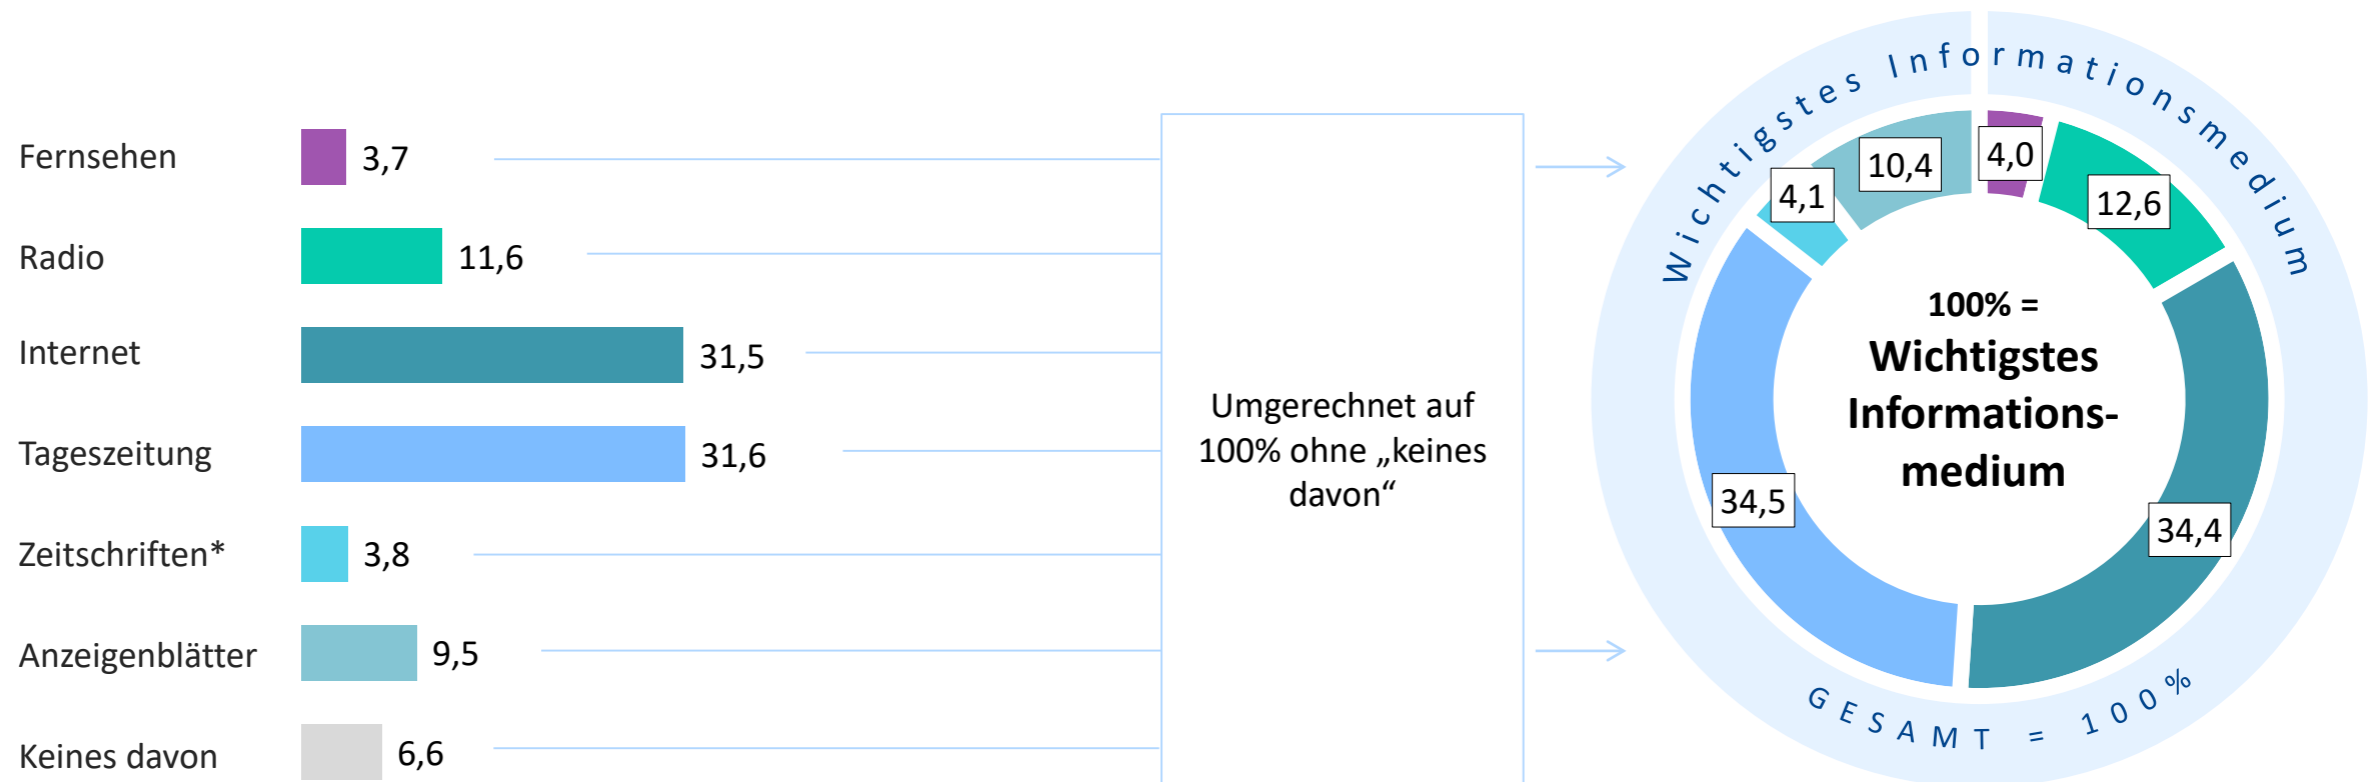 Fernsehen 3,7
Radio 11,6
Internet 31,5
Tageszeitung 31,6
Zeitschriften* 3,8
Anzeigenblätter 9,5
Keines davon 6,6
Umgerechnet auf
100% ohne „keines
davon“
Wichtigstes Informationsmedium
4,0
12,6
34,4
34,5
4,1
10,4
100% =
Wichtigstes
Informations-
medium
GESAMT = 100%